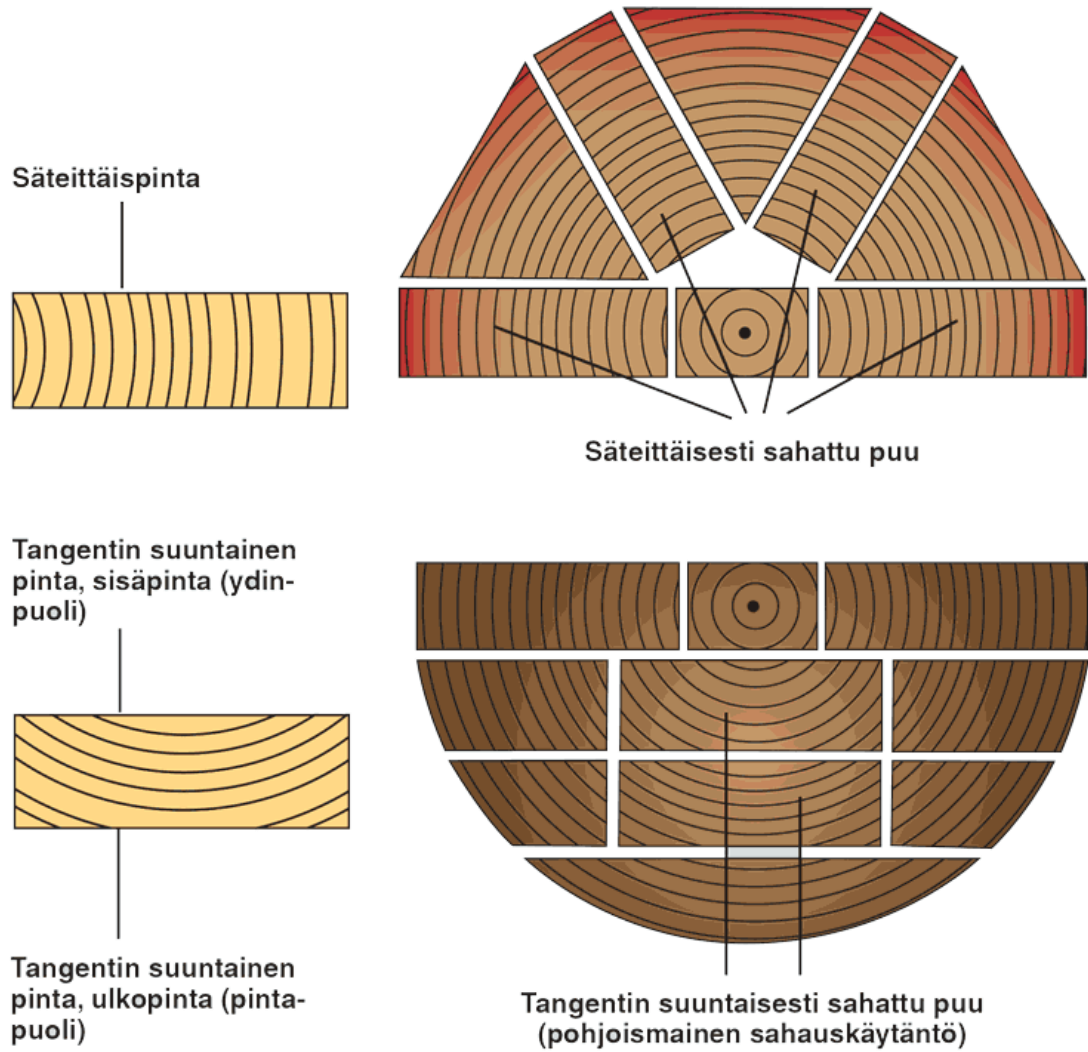 Säteittäispinta
Säteittäisesti sahattu puu
Tangentin suuntainen
pinta, sisäpinta (ydin-
puoli)
Tangentin suuntainen
pinta, ulkopinta (pinta-
puoli)
Tangentin suuntaisesti sahattu puu
(pohjoismainen sahauskäytäntö)